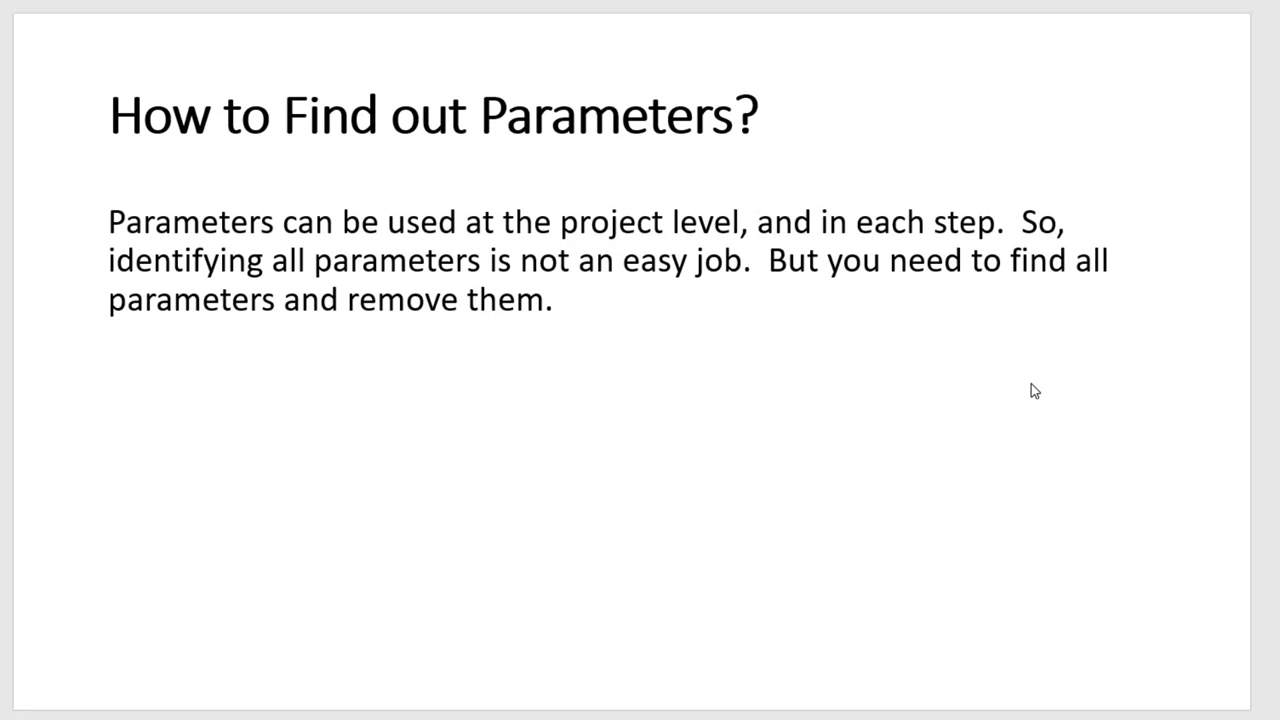 How to Find out Parameters?
Parameters can be used at the project level, and in each step.  So,
identifying all parameters is not an easy job.  But you need to find all
parameters and remove them.